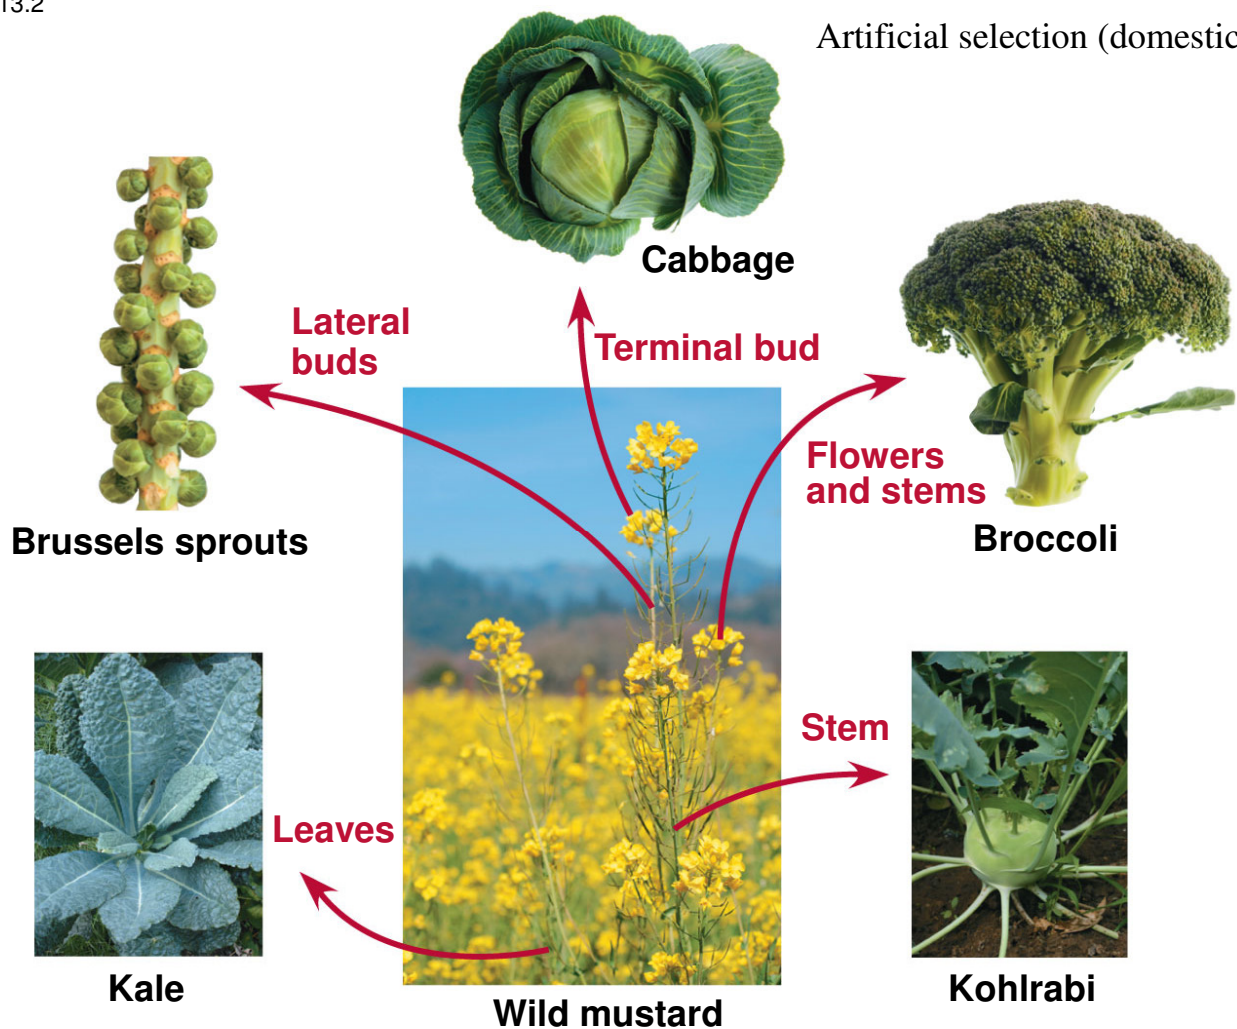 13.2
Artificial selection (domestic
Cabbage
Lateral
buds
Terminal bud
Flowers
and stems
Brussels sprouts
Broccoli
Stem
Leaves
Kale
Kohlrabi
Wild mustard